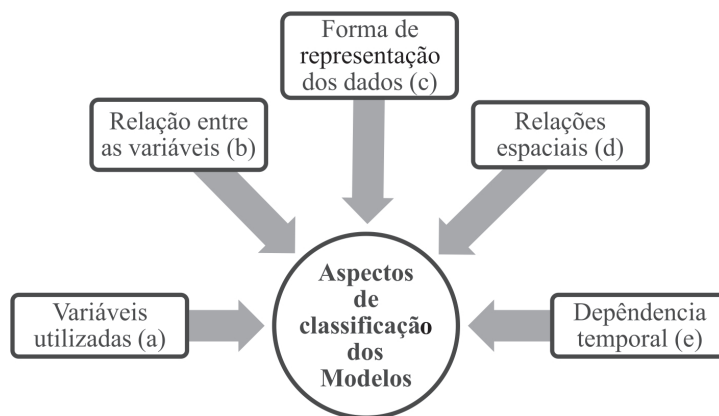 Forma de
representação
dos dados (c)
Relação entre
as variáveis (b)
Relações
espaciais (d)
Variáveis
utilizadas (a)
Aspectos
de
classificação
dos
Modelos
Depêndencia
temporal (e)